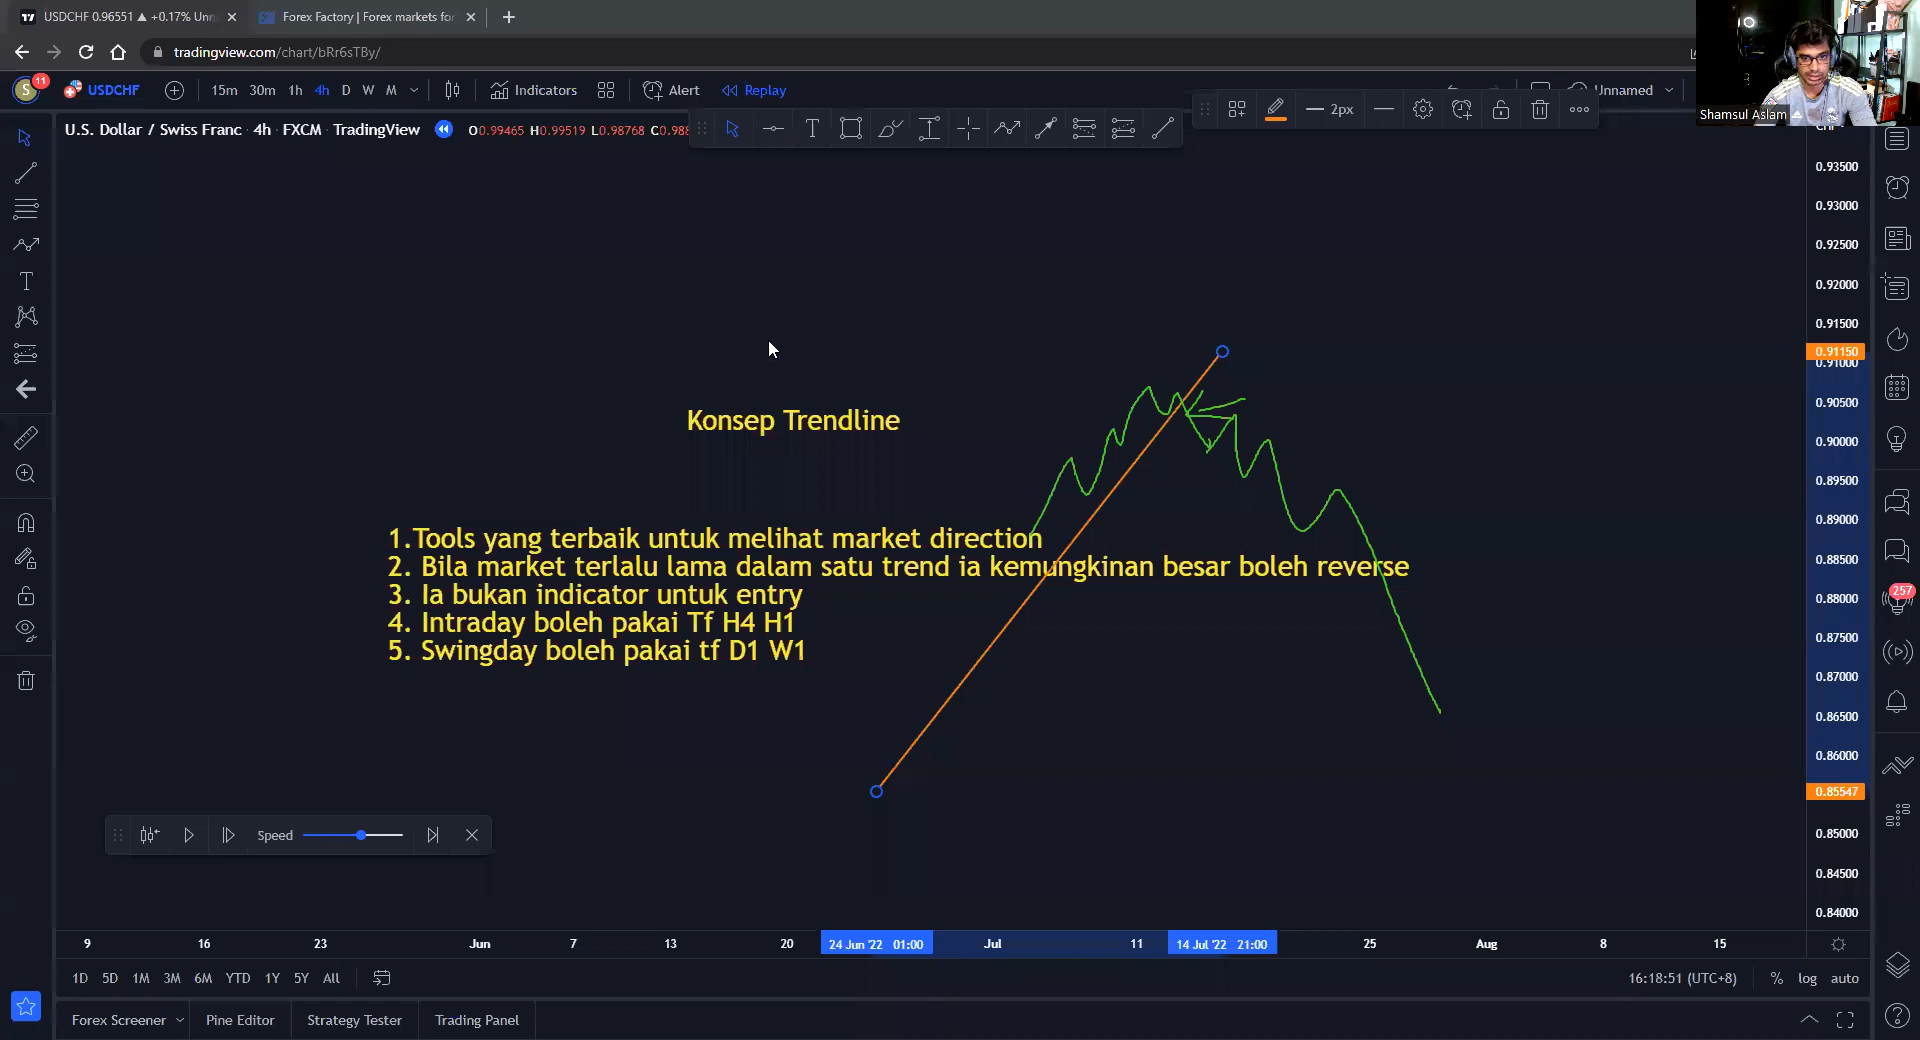 USDCHF 0.96551 ▲ +0.17% Unn
Forex Factory | Forex markets for
tradingview.com/chart/bRr6sTBy/
S
11
USDCHF
15m 30m 1h 4h D W M
Indicators
Alert
Replay
Unnamed
Shamsul Aslam
U.S. Dollar / Swiss Franc · 4h · FXCM · TradingView
O0.99465 H0.99519 L0.98768 C0.988
T
2px
0.93500
0.93000
0.92500
0.92000
0.91500
0.91150
0.91000
0.90500
0.90000
0.89500
0.89000
0.88500
0.88000
0.87500
0.87000
0.86500
0.86000
0.85547
0.85000
0.84500
0.84000
257
Konsep Trendline
1.Tools yang terbaik untuk melihat market direction
2. Bila market terlalu lama dalam satu trend ia kemungkinan besar boleh reverse
3. Ia bukan indicator untuk entry
4. Intraday boleh pakai Tf H4 H1
5. Swingday boleh pakai tf D1 W1
Speed
9 16 23 Jun 7 13 20 24 Jun '22 01:00 Jul 11 14 Jul '22 21:00 25 Aug 8 15
1D 5D 1M 3M 6M YTD 1Y 5Y All
16:18:51 (UTC+8) % log auto
Forex Screener Pine Editor Strategy Tester Trading Panel